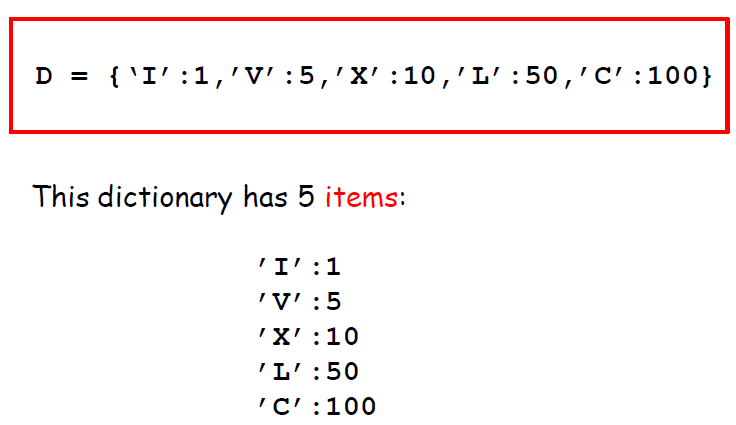 D = {‘I’:1,’V’:5,’X’:10,’L’:50,’C’:100}
This dictionary has 5 items:
’I’:1
’V’:5
’X’:10
’L’:50
’C’:100